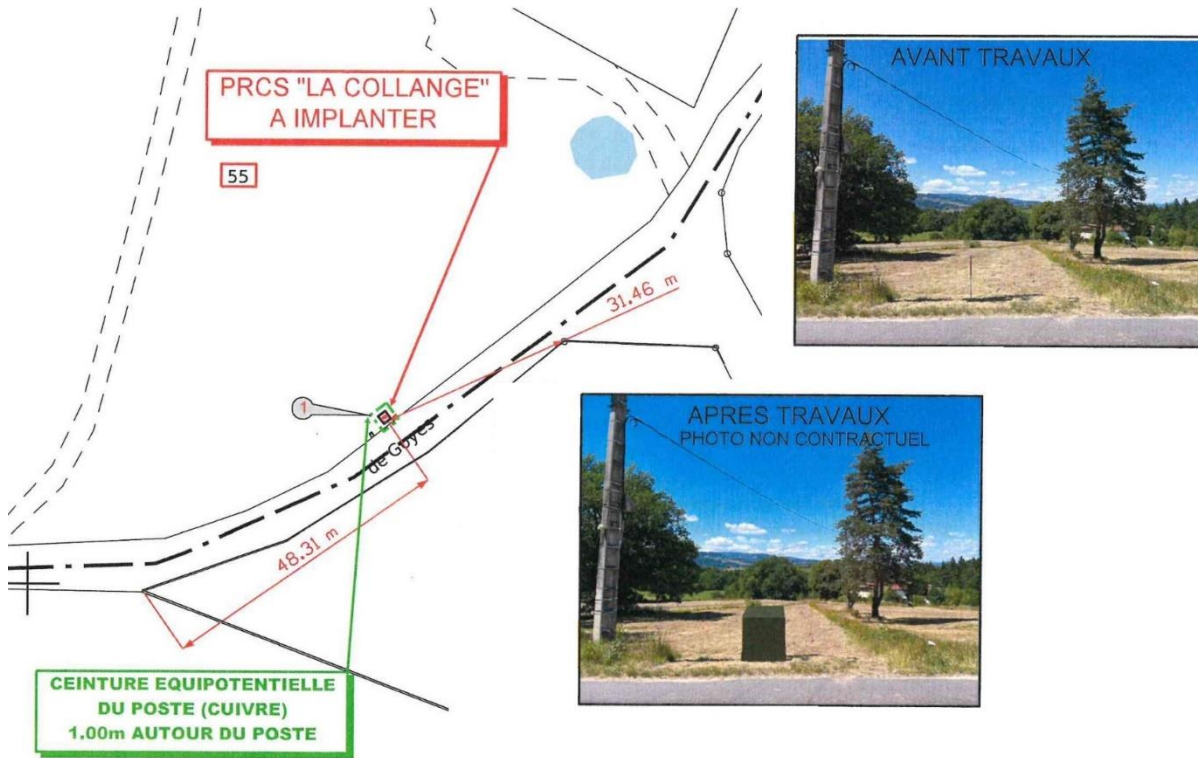 PRCS "LA COLLANGE"
A IMPLANTER
55
AVANT TRAVAUX
31.46 m
1
de Goyes
APRES TRAVAUX
PHOTO NON CONTRACTUEL
48.31 m
CEINTURE EQUIPOTENTIELLE
DU POSTE (CUIVRE)
1.00m AUTOUR DU POSTE